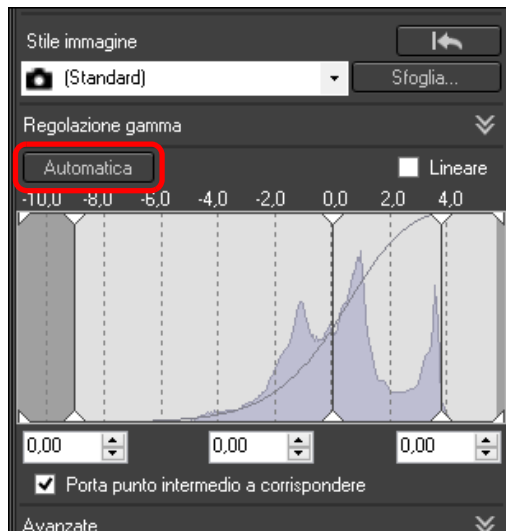 Stile immagine
(Standard) Sfoglia...
Regolazione gamma
Automatica Lineare
-10,0 -8,0 -6,0 -4,0 -2,0 0,0 2,0 4,0
0,00 0,00 0,00
Porta punto intermedio a corrispondere
Avanzate